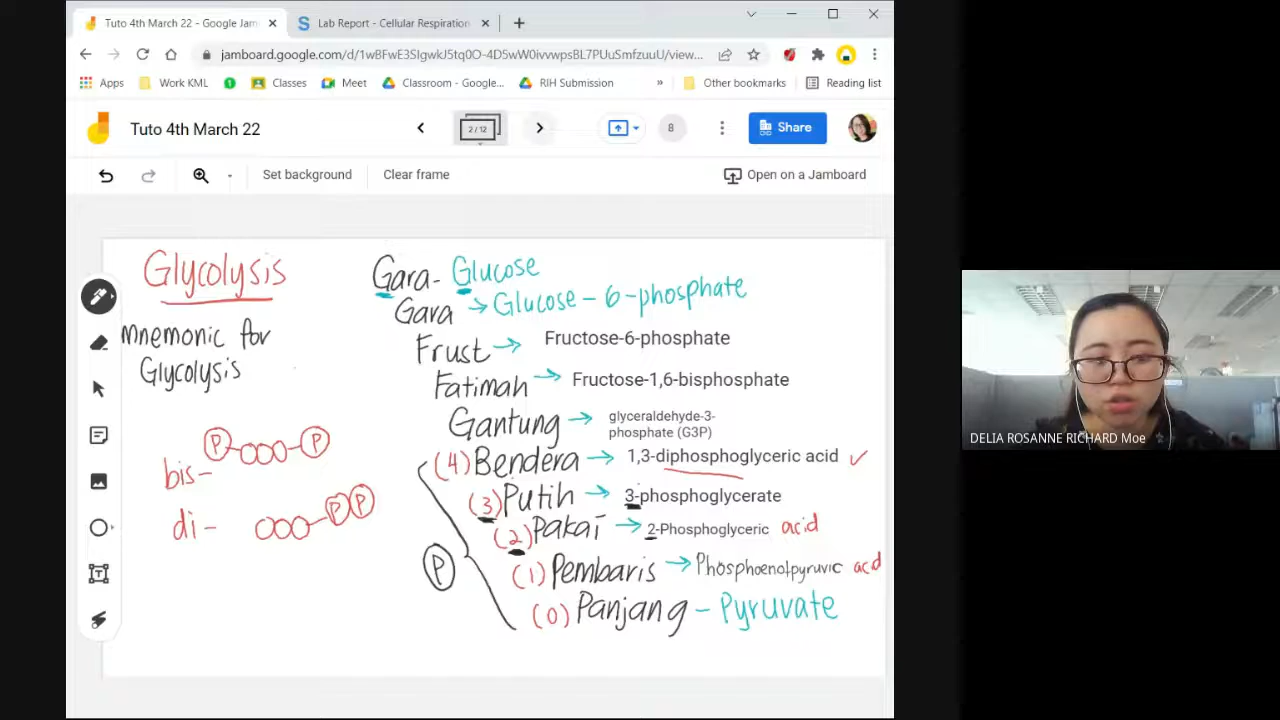 Tuto 4th March 22 - Google Jam
Lab Report - Cellular Respiration
jamboard.google.com/d/1wBFwE3SIgwkJ5tq0O-4D5wW0ivvwpsBL7PUuSmfzuuU/view...
Apps
Work KML
Classes
Meet
Classroom - Google...
RIH Submission
»
Other bookmarks
Reading list
Tuto 4th March 22
2 / 12
8
Share
Set background
Clear frame
Open on a Jamboard
Glycolysis
Mnemonic for
Glycolysis
bis- P P
di- P P
Gara - Glucose
Gara → Glucose - 6 - phosphate
Frust → Fructose-6-phosphate
Fatimah → Fructose-1,6-bisphosphate
Gantung → glyceraldehyde-3-
phosphate (G3P)
(4) Bendera → 1,3-diphosphoglyceric acid ✓
(3) Putih → 3-phosphoglycerate
(2) Pakai → 2-Phosphoglyceric acid
P
(1) Pembaris → Phosphoenolpyruvic acid
(0) Panjang - Pyruvate
DELIA ROSANNE RICHARD Moe